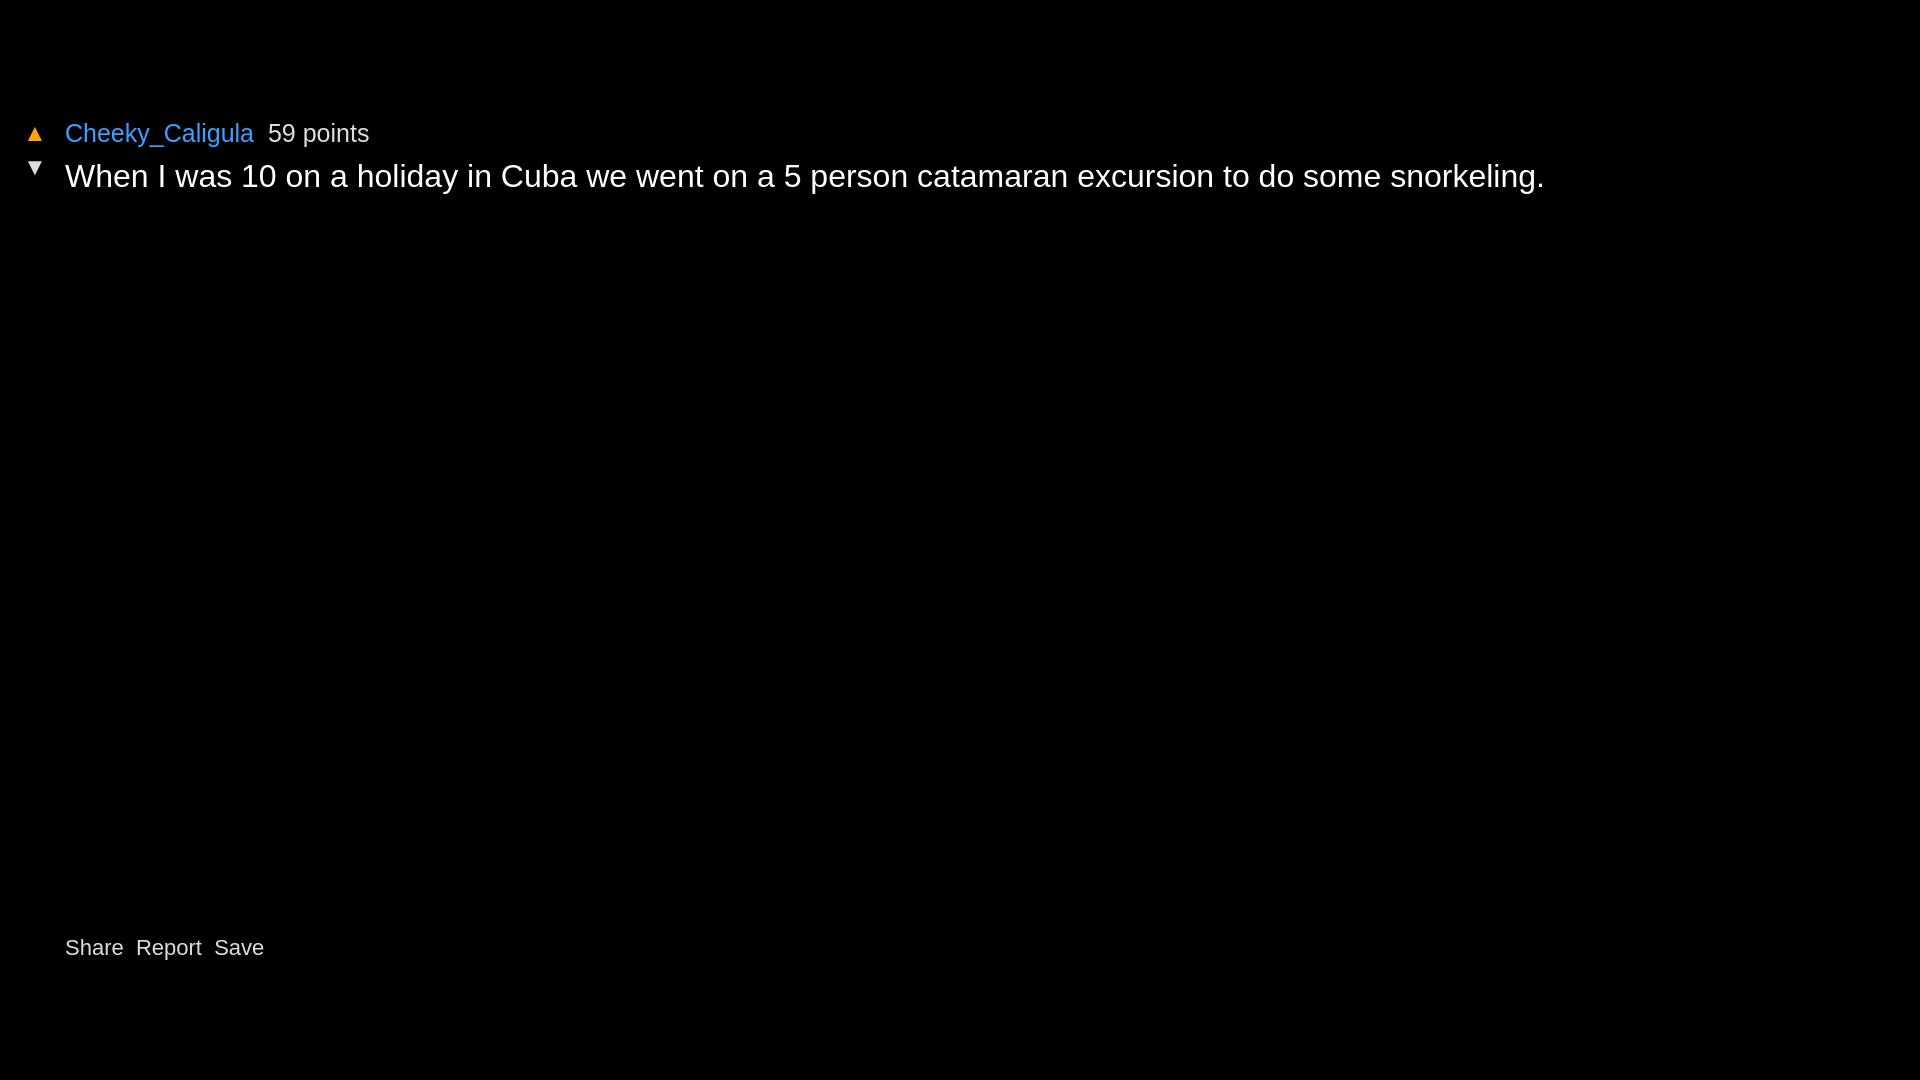 ▲ Cheeky_Caligula 59 points
▼ When I was 10 on a holiday in Cuba we went on a 5 person catamaran excursion to do some snorkeling.
Share Report Save